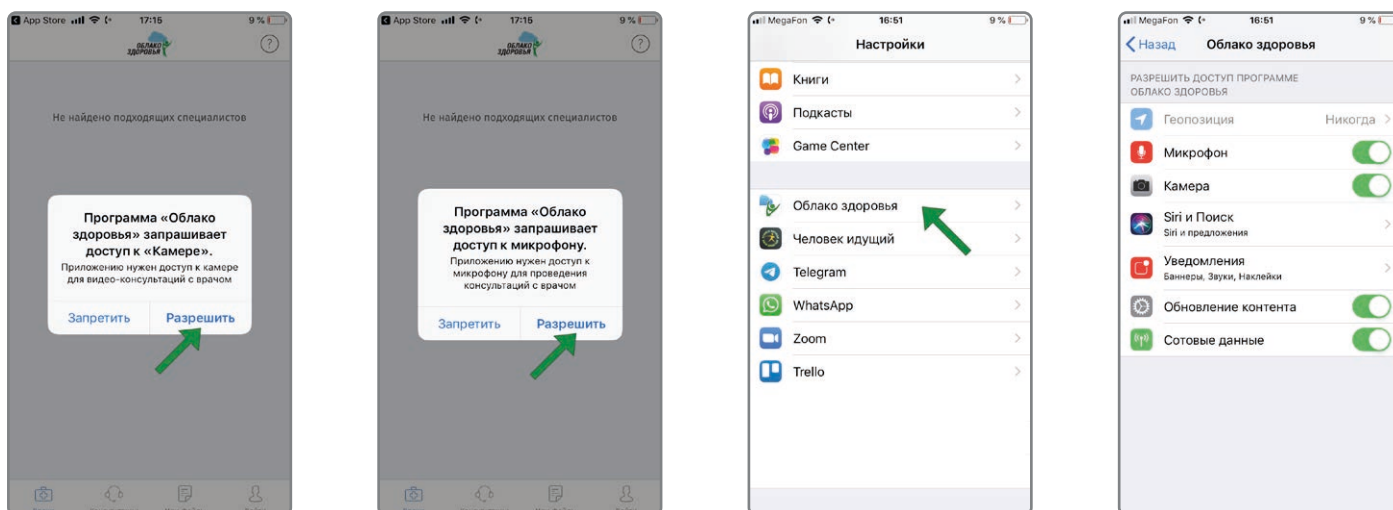 App Store 17:15 9 %
ОБЛАКО
ЗДОРОВЬЯ
?
Не найдено подходящих специалистов
Программа «Облако
здоровья» запрашивает
доступ к «Камере».
Приложению нужен доступ к камере
для видео-консультаций с врачом
Запретить Разрешить
App Store 17:15 9 %
ОБЛАКО
ЗДОРОВЬЯ
?
Не найдено подходящих специалистов
Программа «Облако
здоровья» запрашивает
доступ к микрофону.
Приложению нужен доступ к
микрофону для проведения
консультаций с врачом
Запретить Разрешить
MegaFon 16:51 9 %
Настройки
Книги
Подкасты
Game Center
Облако здоровья
Человек идущий
Telegram
WhatsApp
Zoom
Trello
MegaFon 16:51 9 %
Назад Облако здоровья
РАЗРЕШИТЬ ДОСТУП ПРОГРАММЕ
ОБЛАКО ЗДОРОВЬЯ
Геопозиция Никогда
Микрофон
Камера
Siri и Поиск
Siri и предложения
Уведомления
Баннеры, Звуки, Наклейки
Обновление контента
Сотовые данные